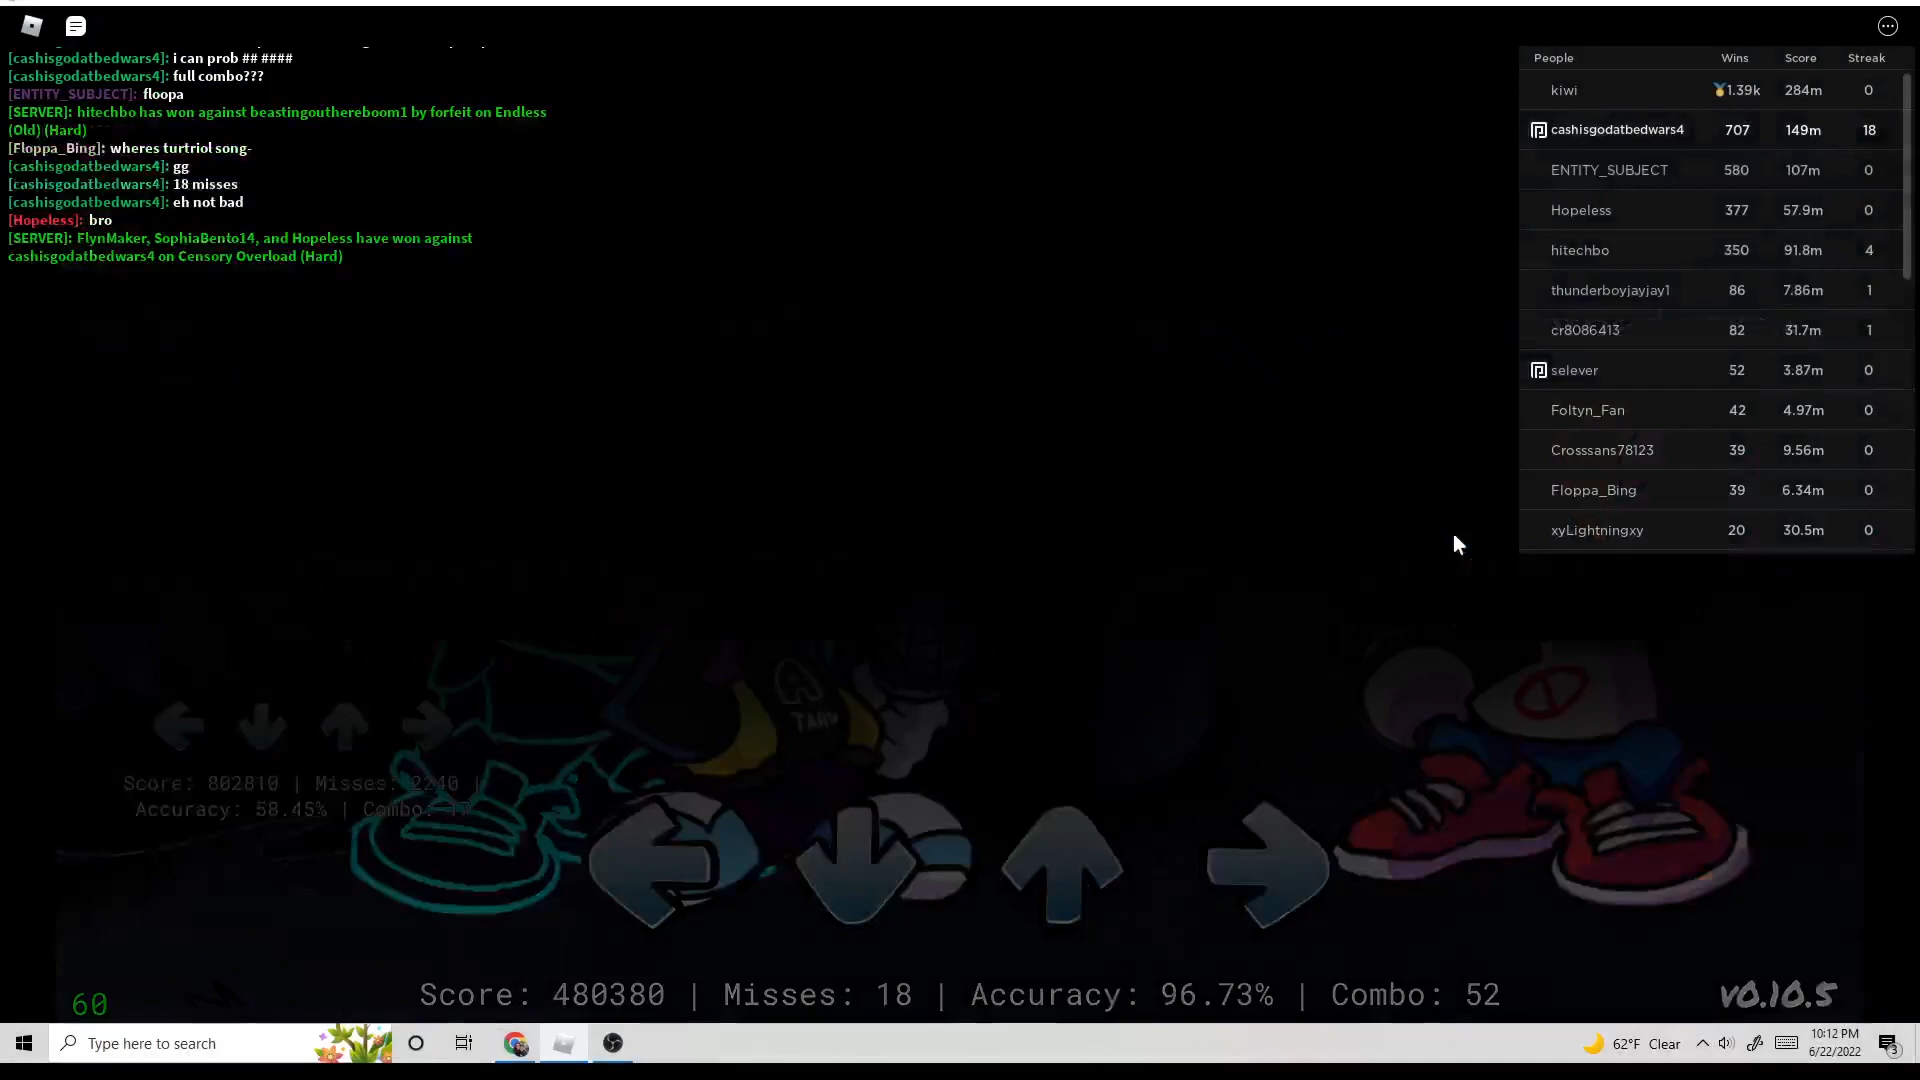 [cashisgodatbedwars4]: i can prob ## ####
[cashisgodatbedwars4]: full combo???
[ENTITY_SUBJECT]: floopa
[SERVER]: hitechbo has won against beastingouthereboom1 by forfeit on Endless
(Old) (Hard)
[Floppa_Bing]: wheres turtriol song-
[cashisgodatbedwars4]: gg
[cashisgodatbedwars4]: 18 misses
[cashisgodatbedwars4]: eh not bad
[Hopeless]: bro
[SERVER]: FlynMaker, SophiaBento14, and Hopeless have won against
cashisgodatbedwars4 on Censory Overload (Hard)
People Wins Score Streak
kiwi 🏅1.39k 284m 0
cashisgodatbedwars4 707 149m 18
ENTITY_SUBJECT 580 107m 0
Hopeless 377 57.9m 0
hitechbo 350 91.8m 4
thunderboyjayjay1 86 7.86m 1
cr8086413 82 31.7m 1
selever 52 3.87m 0
Foltyn_Fan 42 4.97m 0
Crosssans78123 39 9.56m 0
Floppa_Bing 39 6.34m 0
xyLightningxy 20 30.5m 0
Score: 802810 | Misses: 2240 |
Accuracy: 58.45% | Combo: 17
60
Score: 480380 | Misses: 18 | Accuracy: 96.73% | Combo: 52
v0.10.5
Type here to search
62°F Clear
10:12 PM
6/22/2022
3